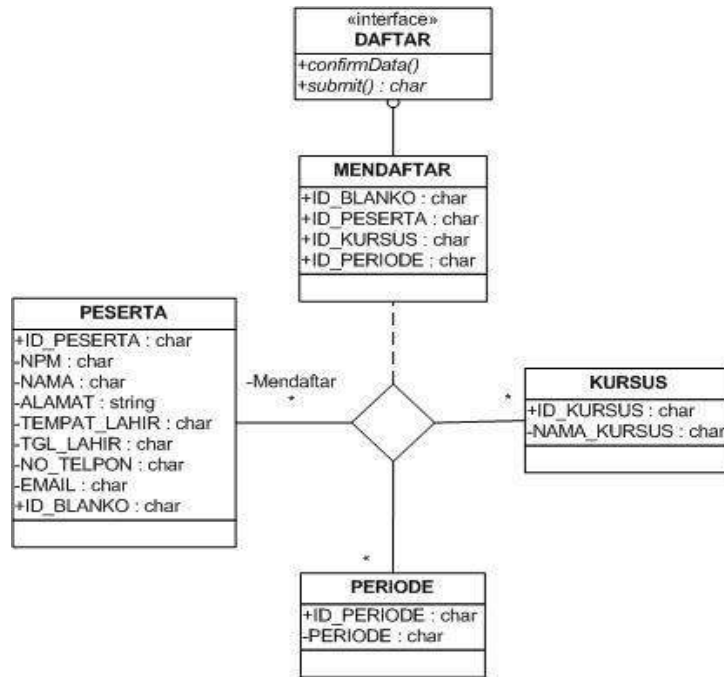 «interface»
DAFTAR
+confirmData()
+submit() : char
MENDAFTAR
+ID_BLANKO : char
+ID_PESERTA : char
+ID_KURSUS : char
+ID_PERIODE : char
PESERTA
+ID_PESERTA : char
-NPM : char
-NAMA : char
-ALAMAT : string
-TEMPAT_LAHIR : char
-TGL_LAHIR : char
-NO_TELPON : char
-EMAIL : char
+ID_BLANKO : char
-Mendaftar
*
*
KURSUS
+ID_KURSUS : char
-NAMA_KURSUS : char
*
PERIODE
+ID_PERIODE : char
-PERIODE : char